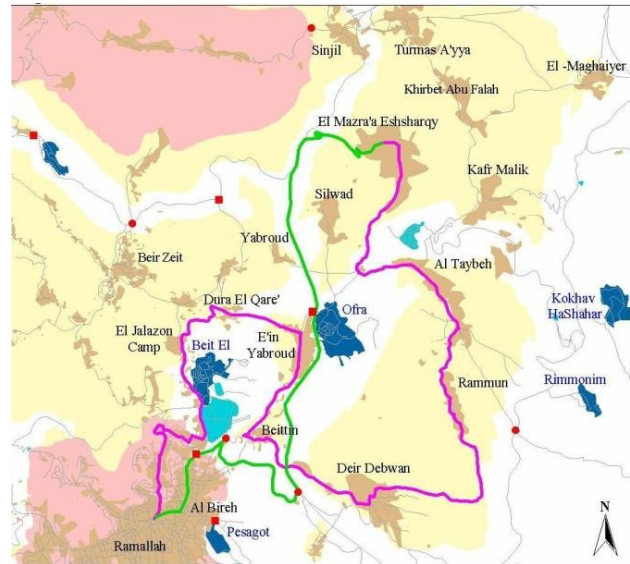 Sinjil
Turmas A'yya
El -Maghaiyer
Khirbet Abu Falah
El Mazra'a Eshsharqy
Kafr Malik
Silwad
Yabroud
Beir Zeit
Al Taybeh
Dura El Qare'
Ofra
Kokhav
HaShahar
El Jalazon
Camp
Beit El
E'in
Yabroud
Rammun
Rimmonim
Beittin
Deir Debwan
Al Bireh
Pesagot
Ramallah
N